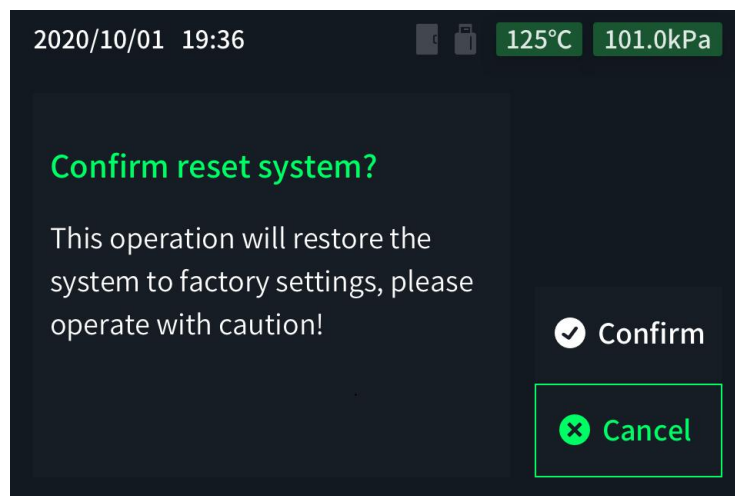 2020/10/01 19:36 125°C 101.0kPa
Confirm reset system?
This operation will restore the
system to factory settings, please
operate with caution!
Confirm
Cancel